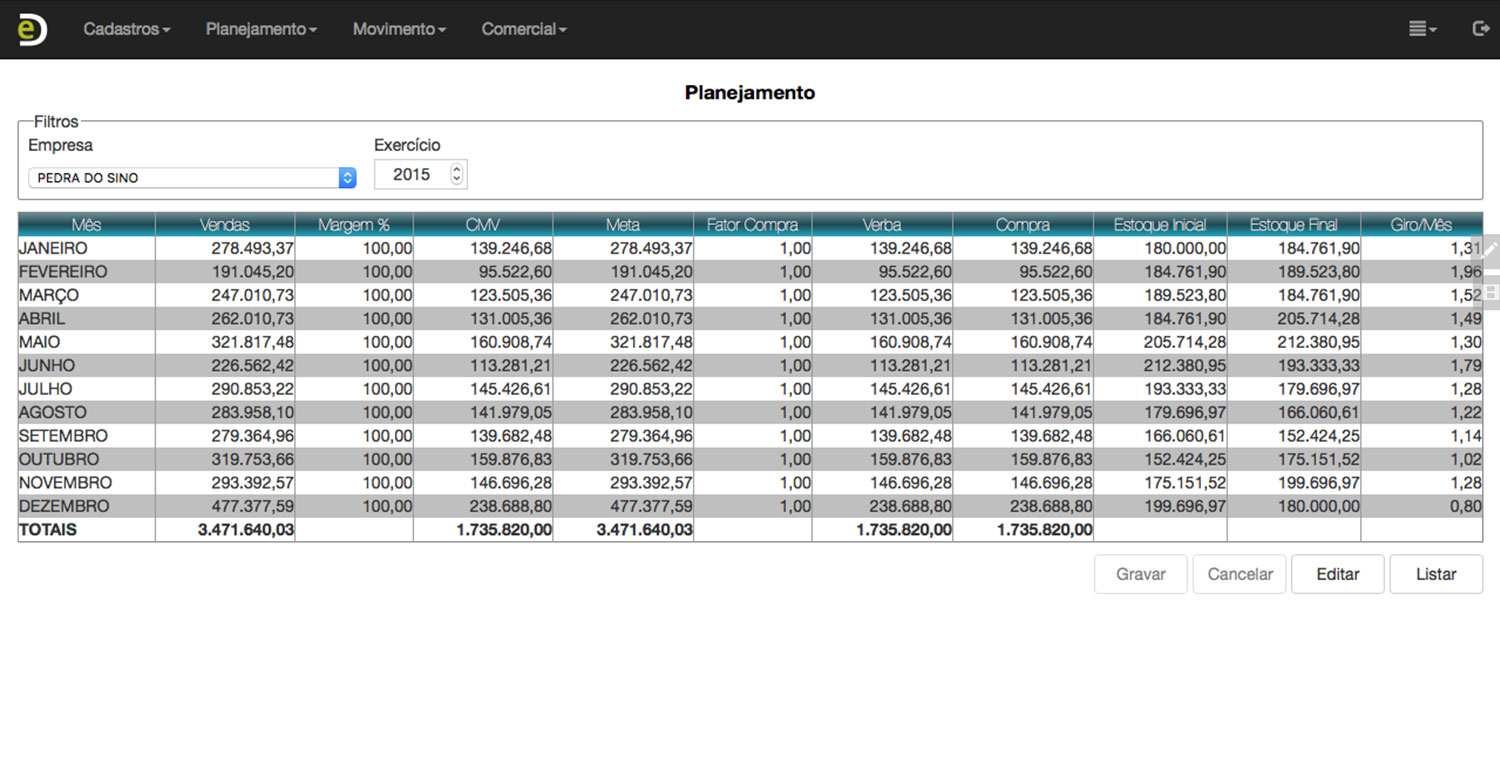 e
Cadastros Planejamento Movimento Comercial
Planejamento
Filtros
Empresa Exercício
PEDRA DO SINO 2015
Mês Vendas Margem % CMV Meta Fator Compra Verba Compra Estoque Inicial Estoque Final Giro/Mês
JANEIRO 278.493,37 100,00 139.246,68 278.493,37 1,00 139.246,68 139.246,68 180.000,00 184.761,90 1,31
FEVEREIRO 191.045,20 100,00 95.522,60 191.045,20 1,00 95.522,60 95.522,60 184.761,90 189.523,80 1,96
MARÇO 247.010,73 100,00 123.505,36 247.010,73 1,00 123.505,36 123.505,36 189.523,80 184.761,90 1,52
ABRIL 262.010,73 100,00 131.005,36 262.010,73 1,00 131.005,36 131.005,36 184.761,90 205.714,28 1,49
MAIO 321.817,48 100,00 160.908,74 321.817,48 1,00 160.908,74 160.908,74 205.714,28 212.380,95 1,30
JUNHO 226.562,42 100,00 113.281,21 226.562,42 1,00 113.281,21 113.281,21 212.380,95 193.333,33 1,79
JULHO 290.853,22 100,00 145.426,61 290.853,22 1,00 145.426,61 145.426,61 193.333,33 179.696,97 1,28
AGOSTO 283.958,10 100,00 141.979,05 283.958,10 1,00 141.979,05 141.979,05 179.696,97 166.060,61 1,22
SETEMBRO 279.364,96 100,00 139.682,48 279.364,96 1,00 139.682,48 139.682,48 166.060,61 152.424,25 1,14
OUTUBRO 319.753,66 100,00 159.876,83 319.753,66 1,00 159.876,83 159.876,83 152.424,25 175.151,52 1,02
NOVEMBRO 293.392,57 100,00 146.696,28 293.392,57 1,00 146.696,28 146.696,28 175.151,52 199.696,97 1,28
DEZEMBRO 477.377,59 100,00 238.688,80 477.377,59 1,00 238.688,80 238.688,80 199.696,97 180.000,00 0,80
TOTAIS 3.471.640,03 1.735.820,00 3.471.640,03 1.735.820,00 1.735.820,00
Gravar Cancelar Editar Listar